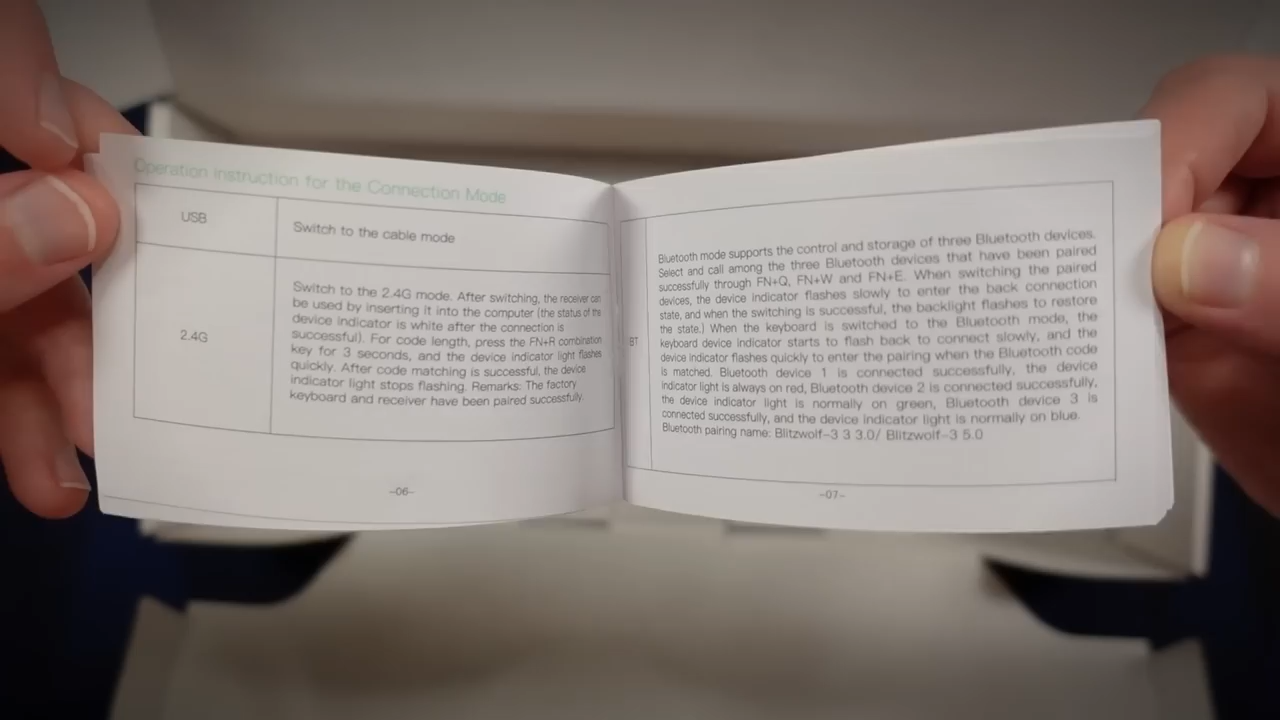 Operation Instruction for the Connection Mode
USB
Switch to the cable mode
2.4G
Switch to the 2.4G mode. After switching, the receiver can
be used by inserting it into the computer (the status of the
device indicator is white after the connection is
successful). For code length, press the FN+R combination
key for 3 seconds, and the device indicator light flashes
quickly. After code matching is successful, the device
indicator light stops flashing. Remarks: The factory
keyboard and receiver have been paired successfully.
-06-
BT
Bluetooth mode supports the control and storage of three Bluetooth devices.
Select and call among the three Bluetooth devices that have been paired
successfully through FN+Q, FN+W and FN+E. When switching the paired
devices, the device indicator flashes slowly to enter the back connection
state, and when the switching is successful, the backlight flashes to restore
the state.) When the keyboard is switched to the Bluetooth mode, the
keyboard device indicator starts to flash back to connect slowly, and the
device indicator flashes quickly to enter the pairing when the Bluetooth code
is matched. Bluetooth device 1 is connected successfully, the device
indicator light is always on red, Bluetooth device 2 is connected successfully,
the device indicator light is normally on green, Bluetooth device 3 is
connected successfully, and the device indicator light is normally on blue.
Bluetooth pairing name: Blitzwolf-3 3 3.0/ Blitzwolf-3 5.0
-07-